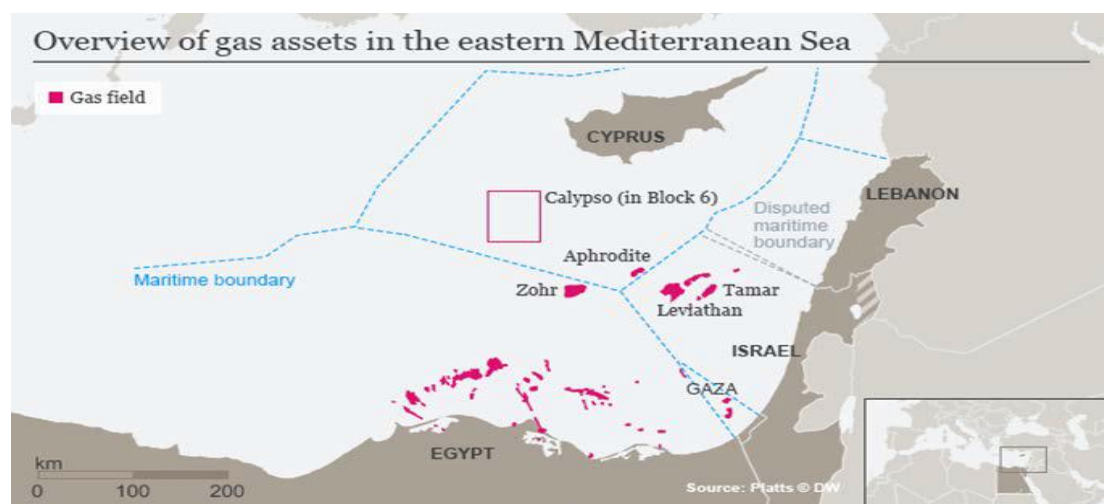 Overview of gas assets in the eastern Mediterranean Sea
Gas field
CYPRUS
Calypso (in Block 6)
LEBANON
Disputed
maritime
boundary
Aphrodite
Maritime boundary
Zohr
Tamar
Leviathan
ISRAEL
GAZA
EGYPT
km
0 100 200
Source: Platts © DW